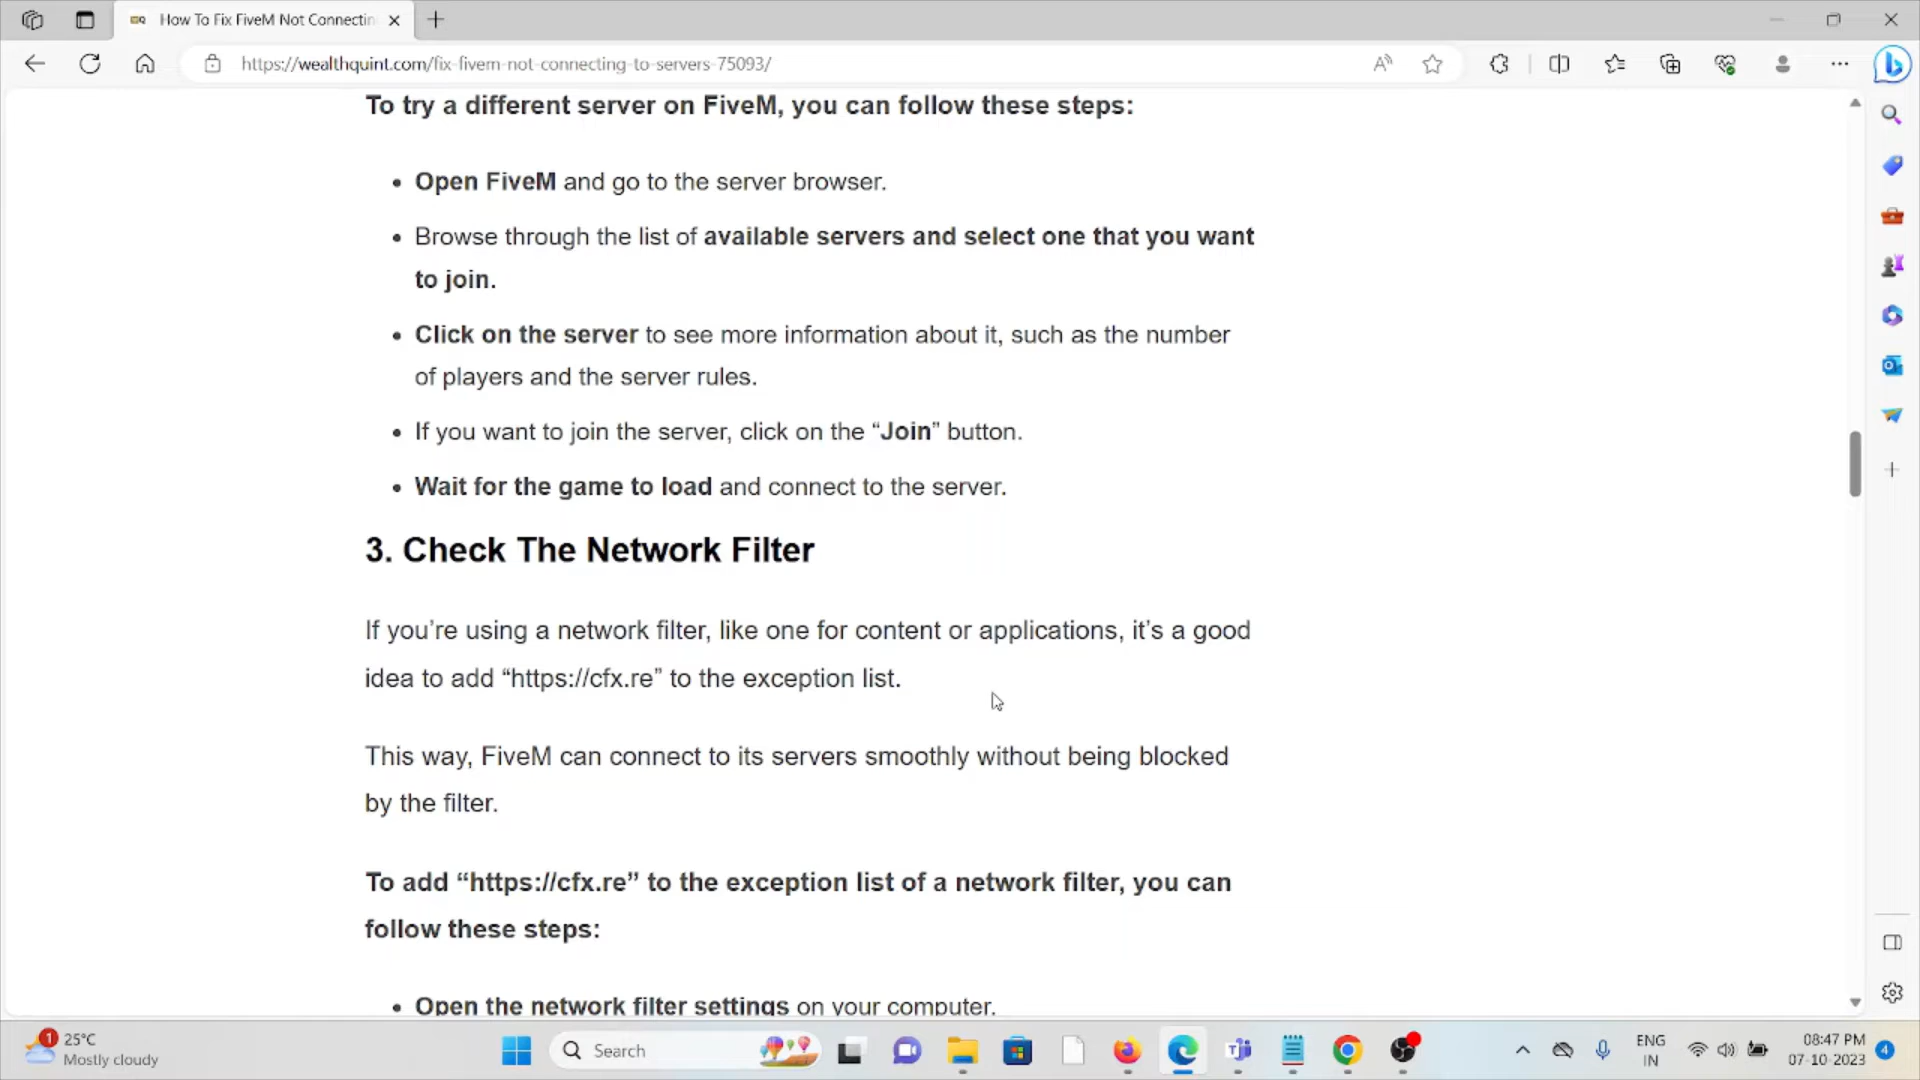 How To Fix FiveM Not Connectin
https://wealthquint.com/fix-fivem-not-connecting-to-servers-75093/
To try a different server on FiveM, you can follow these steps:
• Open FiveM and go to the server browser.
• Browse through the list of available servers and select one that you want
to join.
• Click on the server to see more information about it, such as the number
of players and the server rules.
• If you want to join the server, click on the “Join” button.
• Wait for the game to load and connect to the server.
3. Check The Network Filter
If you’re using a network filter, like one for content or applications, it’s a good
idea to add “https://cfx.re” to the exception list.
This way, FiveM can connect to its servers smoothly without being blocked
by the filter.
To add “https://cfx.re” to the exception list of a network filter, you can
follow these steps:
• Open the network filter settings on your computer.
1
25°C
Mostly cloudy
Search
ENG
IN
08:47 PM
07-10-2023
4